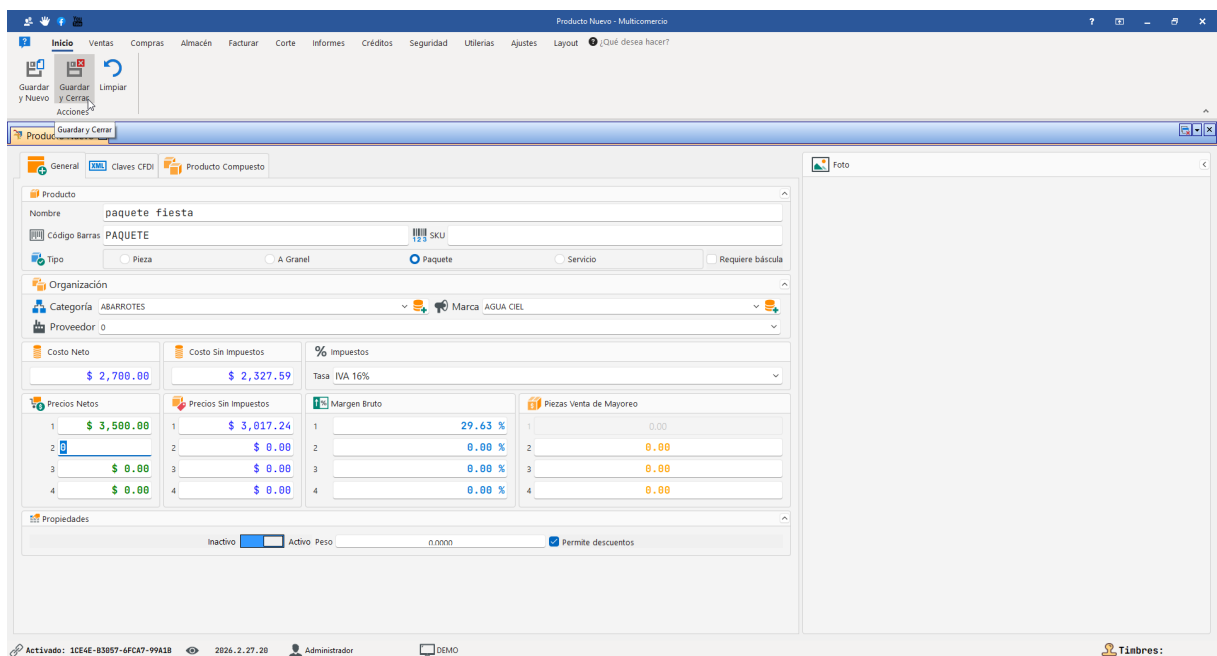 Producto Nuevo - Multicomercio
Inicio Ventas Compras Almacén Facturar Corte Informes Créditos Seguridad Utilerias Ajustes Layout ¿Qué desea hacer?
Guardar y Nuevo
Guardar y Cerrar
Limpiar
Acciones
Guardar y Cerrar
General XML Claves CFDI Producto Compuesto
Foto
Producto
Nombre paquete fiesta
Código Barras PAQUETE 123 SKU
Tipo Pieza A Granel Paquete Servicio Requiere báscula
Organización
Categoría ABARROTES Marca AGUA CIEL
Proveedor 0
Costo Neto Costo Sin Impuestos % Impuestos
$ 2,700.00 $ 2,327.59 Tasa IVA 16%
Precios Netos Precios Sin Impuestos Margen Bruto Piezas Venta de Mayoreo
1 $ 3,500.00 1 $ 3,017.24 1 29.63 % 1 0.00
2 0 2 $ 0.00 2 0.00 % 2 0.00
3 $ 0.00 3 $ 0.00 3 0.00 % 3 0.00
4 $ 0.00 4 $ 0.00 4 0.00 % 4 0.00
Propiedades
Inactivo Activo Peso 0.0000 Permite descuentos
Activado: 1CE4E-B3057-6FCA7-99A1B 2026.2.27.20 Administrador DEMO Timbres: